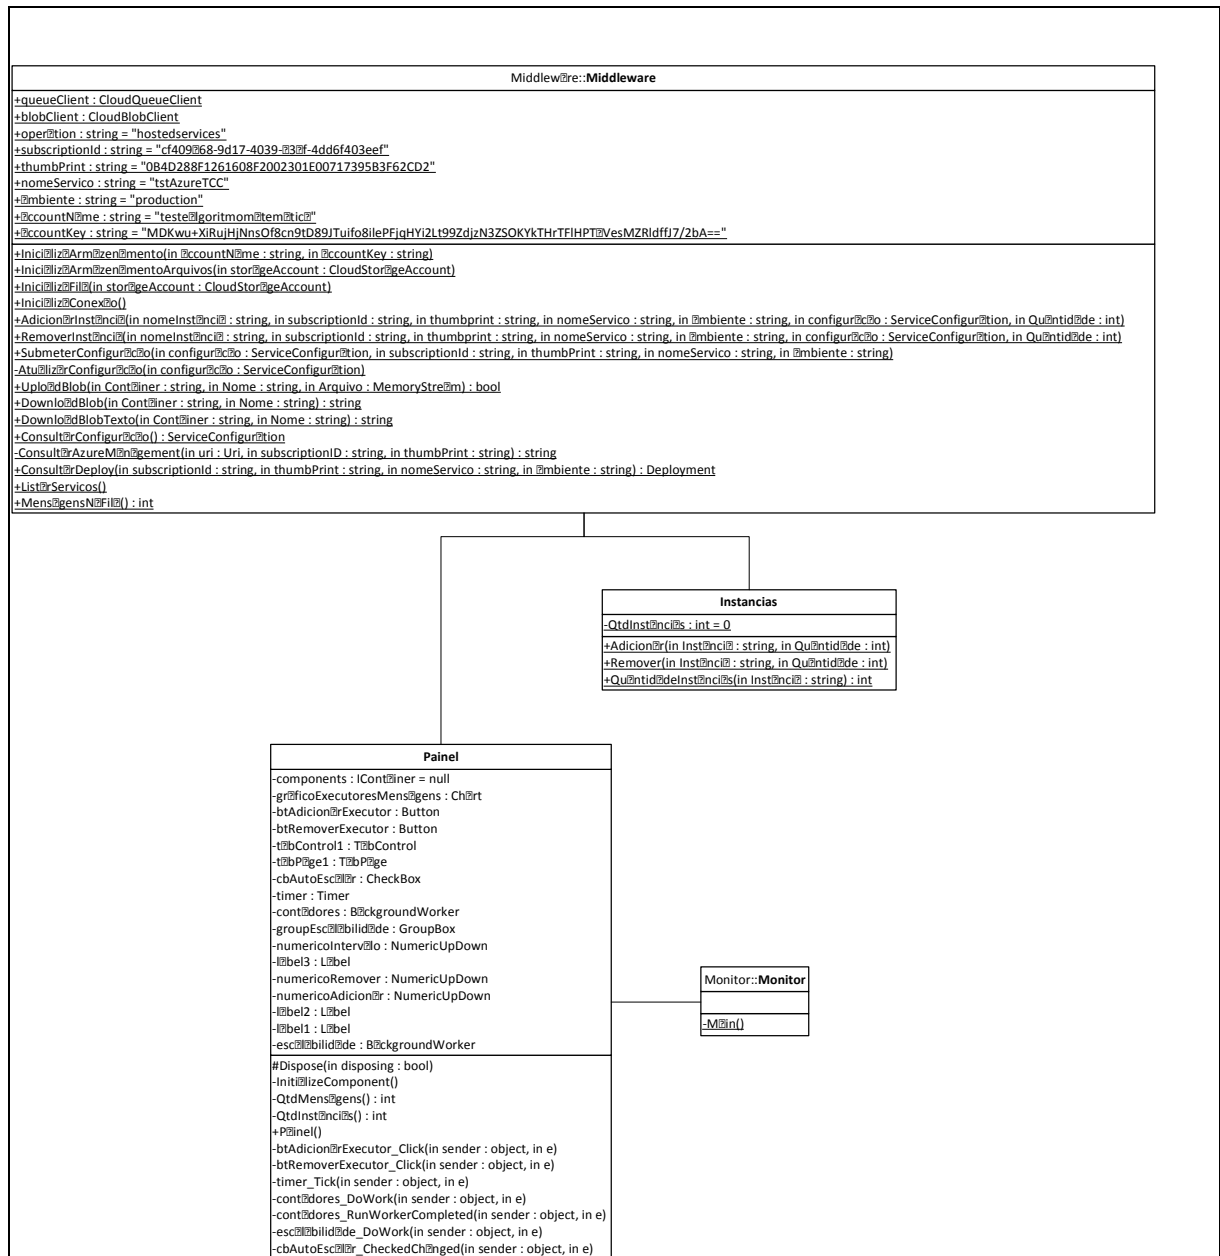 Middlew⍰re::Middleware
+queueClient : CloudQueueClient
+blobClient : CloudBlobClient
+oper⍰tion : string = "hostedservices"
+subscriptionId : string = "cf409⍰68-9d17-4039-⍰3⍰f-4dd6f403eef"
+thumbPrint : string = "0B4D288F1261608F2002301E00717395B3F62CD2"
+nomeServico : string = "tstAzureTCC"
+⍰mbiente : string = "production"
+⍰ccountN⍰me : string = "teste⍰lgoritmom⍰tem⍰tic⍰"
+⍰ccountKey : string = "MDKwu+XiRujHjNnsOf8cn9tD89JTuifo8ilePFjqHYi2Lt99ZdjzN3ZSOKYkTHrTFlHPT⍰VesMZRldffJ7/2bA=="
+Inici⍰liz⍰Arm⍰zen⍰mento(in ⍰ccountN⍰me : string, in ⍰ccountKey : string)
+Inici⍰liz⍰Arm⍰zen⍰mentoArquivos(in stor⍰geAccount : CloudStor⍰geAccount)
+Inici⍰liz⍰Fil⍰(in stor⍰geAccount : CloudStor⍰geAccount)
+Inici⍰liz⍰Conex⍰o()
+Adicion⍰rInst⍰nci⍰(in nomeInst⍰nci⍰ : string, in subscriptionId : string, in thumbprint : string, in nomeServico : string, in ⍰mbiente : string, in configur⍰c⍰o : ServiceConfigur⍰tion, in Qu⍰ntid⍰de : int)
+RemoverInst⍰nci⍰(in nomeInst⍰nci⍰ : string, in subscriptionId : string, in thumbprint : string, in nomeServico : string, in ⍰mbiente : string, in configur⍰c⍰o : ServiceConfigur⍰tion, in Qu⍰ntid⍰de : int)
+SubmeterConfigur⍰c⍰o(in configur⍰c⍰o : ServiceConfigur⍰tion, in subscriptionId : string, in thumbPrint : string, in nomeServico : string, in ⍰mbiente : string)
-Atu⍰liz⍰rConfigur⍰c⍰o(in configur⍰c⍰o : ServiceConfigur⍰tion)
+Uplo⍰dBlob(in Cont⍰iner : string, in Nome : string, in Arquivo : MemoryStre⍰m) : bool
+Downlo⍰dBlob(in Cont⍰iner : string, in Nome : string) : string
+Downlo⍰dBlobTexto(in Cont⍰iner : string, in Nome : string) : string
+Consult⍰rConfigur⍰c⍰o() : ServiceConfigur⍰tion
-Consult⍰rAzureM⍰n⍰gement(in uri : Uri, in subscriptionID : string, in thumbPrint : string) : string
+Consult⍰rDeploy(in subscriptionId : string, in thumbPrint : string, in nomeServico : string, in ⍰mbiente : string) : Deployment
+List⍰rServicos()
+Mens⍰gensN⍰Fil⍰() : int
Instancias
-QtdInst⍰nci⍰s : int = 0
+Adicion⍰r(in Inst⍰nci⍰ : string, in Qu⍰ntid⍰de : int)
+Remover(in Inst⍰nci⍰ : string, in Qu⍰ntid⍰de : int)
+Qu⍰ntid⍰deInst⍰nci⍰s(in Inst⍰nci⍰ : string) : int
Painel
-components : ICont⍰iner = null
-gr⍰ficoExecutoresMens⍰gens : Ch⍰rt
-btAdicion⍰rExecutor : Button
-btRemoverExecutor : Button
-t⍰bControl1 : T⍰bControl
-t⍰bP⍰ge1 : T⍰bP⍰ge
-cbAutoEsc⍰l⍰r : CheckBox
-timer : Timer
-cont⍰dores : B⍰ckgroundWorker
-groupEsc⍰l⍰bilid⍰de : GroupBox
-numericoInterv⍰lo : NumericUpDown
-l⍰bel3 : L⍰bel
-numericoRemover : NumericUpDown
-numericoAdicion⍰r : NumericUpDown
-l⍰bel2 : L⍰bel
-l⍰bel1 : L⍰bel
-esc⍰l⍰bilid⍰de : B⍰ckgroundWorker
#Dispose(in disposing : bool)
-Initi⍰lizeComponent()
-QtdMens⍰gens() : int
-QtdInst⍰nci⍰s() : int
+P⍰inel()
-btAdicion⍰rExecutor_Click(in sender : object, in e)
-btRemoverExecutor_Click(in sender : object, in e)
-timer_Tick(in sender : object, in e)
-cont⍰dores_DoWork(in sender : object, in e)
-cont⍰dores_RunWorkerCompleted(in sender : object, in e)
-esc⍰l⍰bilid⍰de_DoWork(in sender : object, in e)
-cbAutoEsc⍰l⍰r_CheckedCh⍰nged(in sender : object, in e)
Monitor::Monitor
-M⍰in()